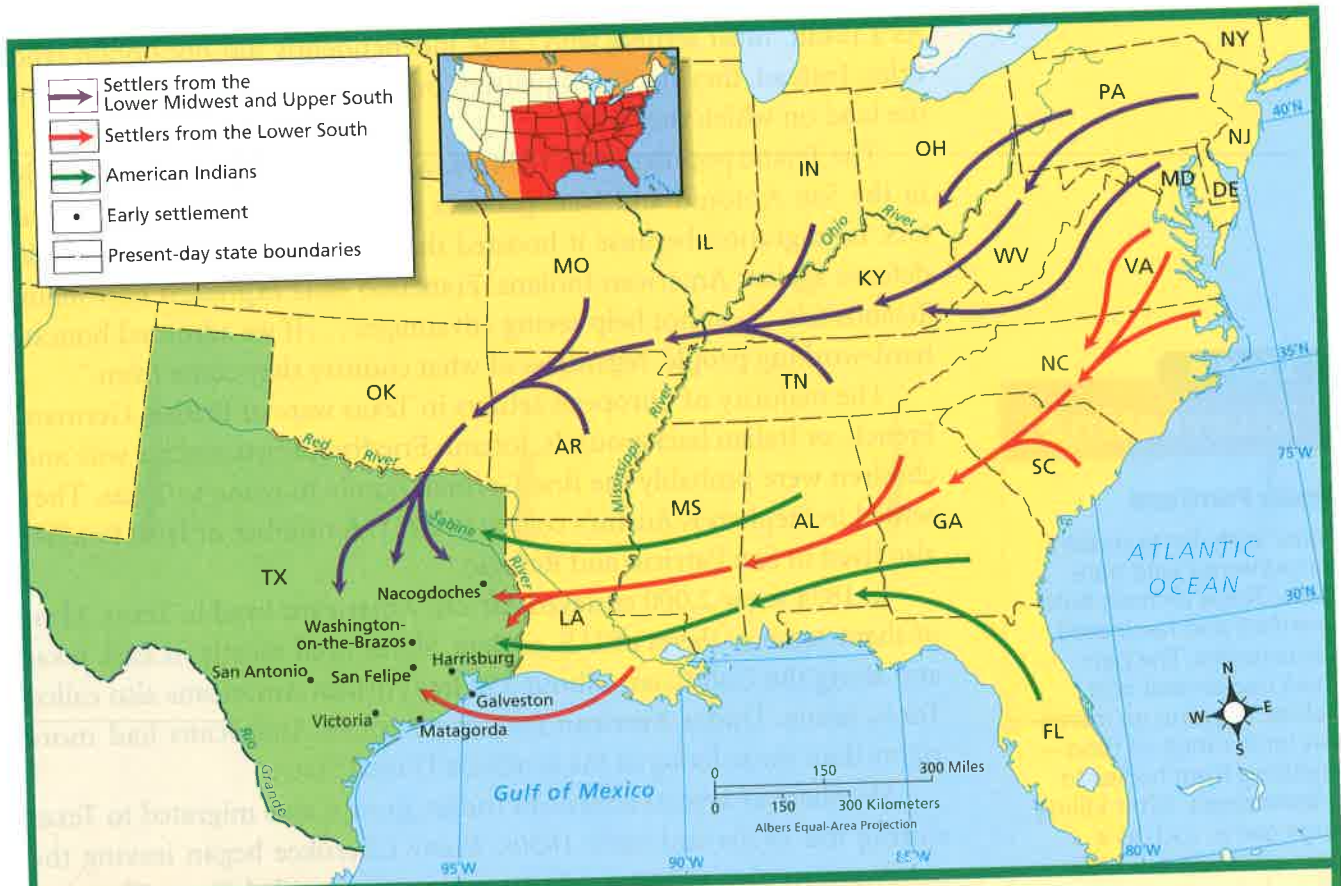 Settlers from the
Lower Midwest and Upper South
Settlers from the Lower South
American Indians
Early settlement
Present-day state boundaries
NY
PA
40°N
NJ
OH
IN
MD
DE
IL
Ohio
River
WV
VA
MO
KY
35°N
NC
TN
OK
Mississippi
River
AR
SC
75°W
Red
River
MS
AL
GA
Sabine
River
ATLANTIC
OCEAN
TX
Nacogdoches
LA
30°N
Washington-
on-the-Brazos
San Antonio
San Felipe
Harrisburg
Galveston
Victoria
Matagorda
FL
N
W
E
S
Rio
Grande
Gulf of Mexico
0
150
300 Miles
0
150
300 Kilometers
Albers Equal-Area Projection
95°W
90°W
85°W
80°W